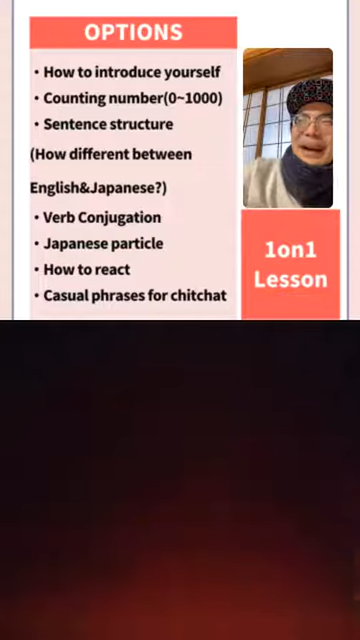 OPTIONS
・How to introduce yourself
・Counting number(0~1000)
・Sentence structure
(How different between
English&Japanese?)
・Verb Conjugation
・Japanese particle
・How to react
・Casual phrases for chitchat
1on1
Lesson